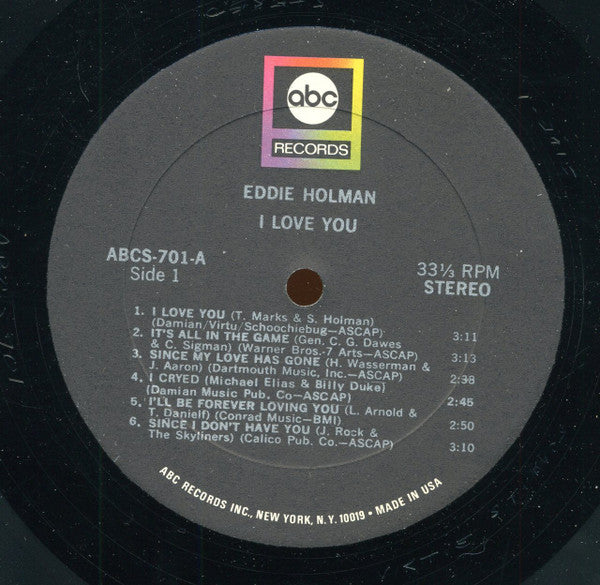 abc
RECORDS
EDDIE HOLMAN
I LOVE YOU
ABCS-701-A
Side 1
33⅓ RPM
STEREO
1. I LOVE YOU (T. Marks & S. Holman)
(Damian/Virtu/Schoochiebug—ASCAP) 3:11
2. IT'S ALL IN THE GAME (Gen. C. G. Dawes
& C. Sigman) (Warner Bros.-7 Arts—ASCAP) 3:13
3. SINCE MY LOVE HAS GONE (H. Wasserman &
J. Aaron) (Dartmouth Music, Inc.—ASCAP) 2:38
4. I CRYED (Michael Elias & Billy Duke)
(Damian Music Pub. Co—ASCAP) 2:45
5. I'LL BE FOREVER LOVING YOU (L. Arnold &
T. Danielf) (Conrad Music—BMI) 2:50
6. SINCE I DON'T HAVE YOU (J. Rock &
The Skyliners) (Calico Pub. Co.—ASCAP) 3:10
ABC RECORDS INC., NEW YORK, N.Y. 10019 • MADE IN USA